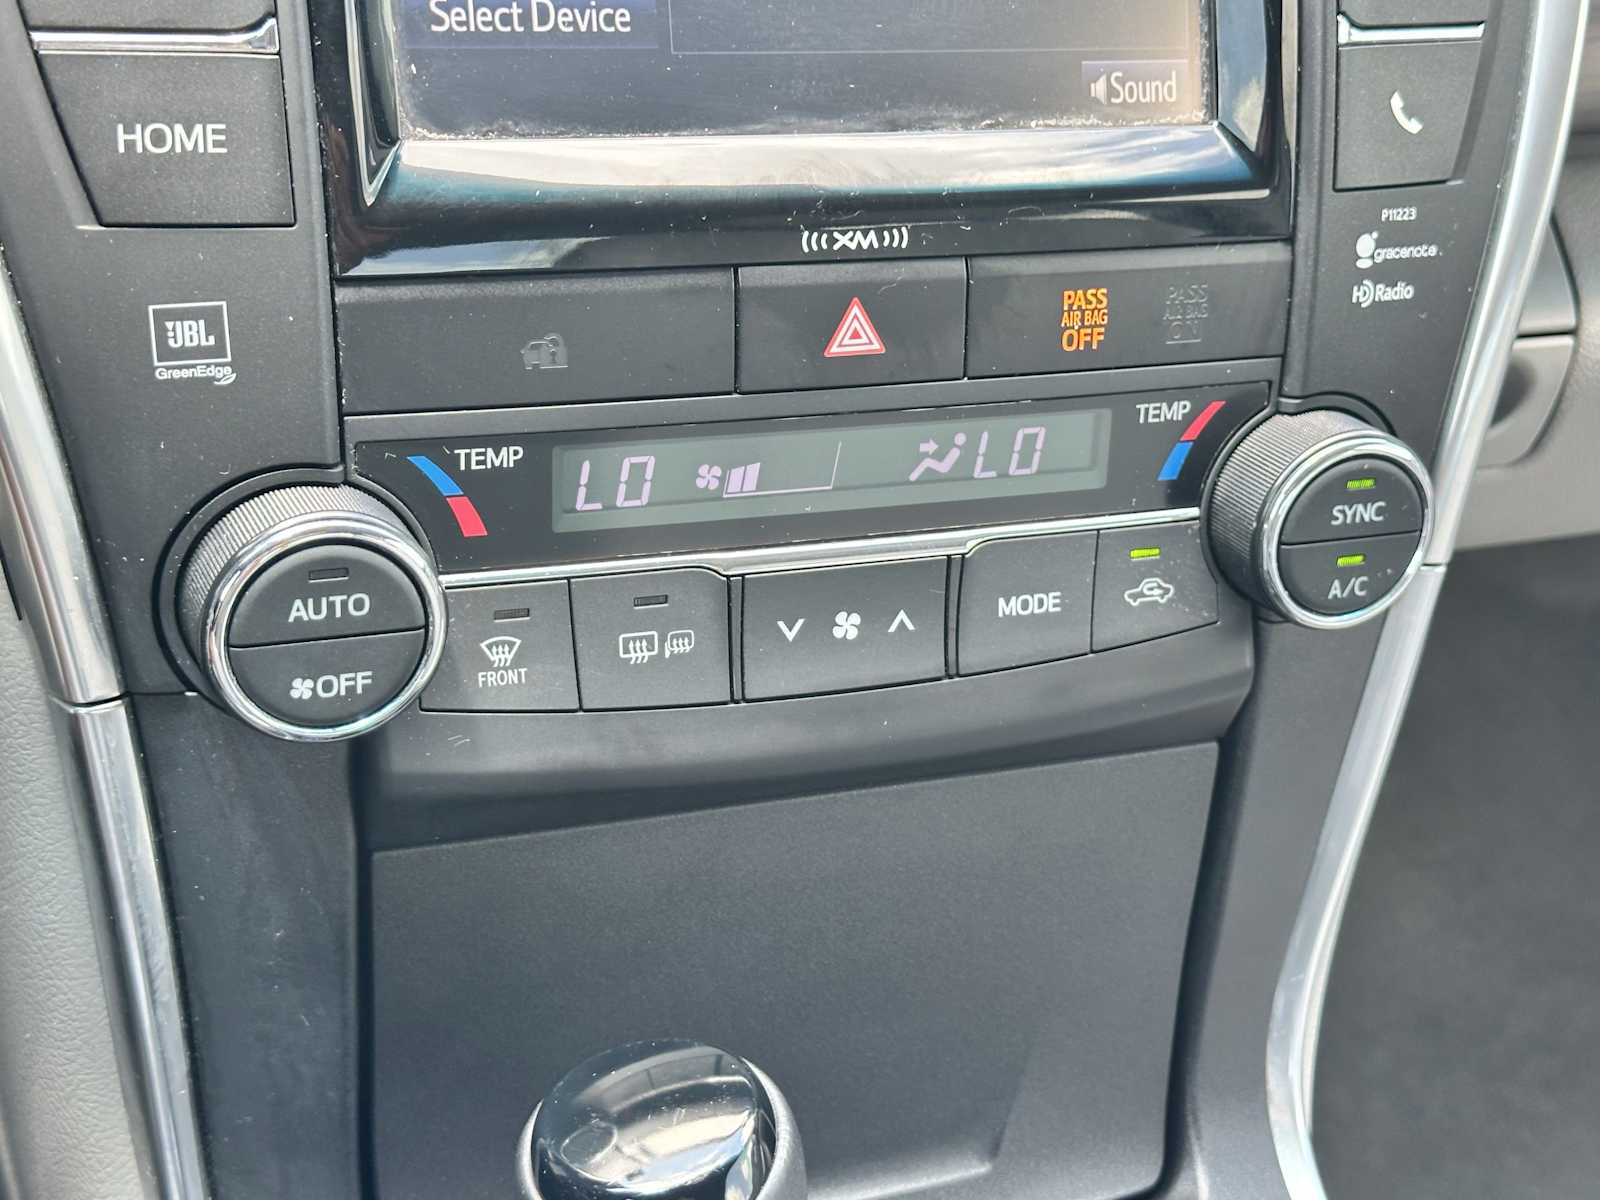 Select Device
Sound
HOME
P11223
gracenote
HD Radio
XM
JBL
GreenEdge
PASS
AIR BAG
OFF
PASS
AIR BAG
ON
TEMP
LO
LO
TEMP
AUTO
OFF
FRONT
MODE
SYNC
A/C